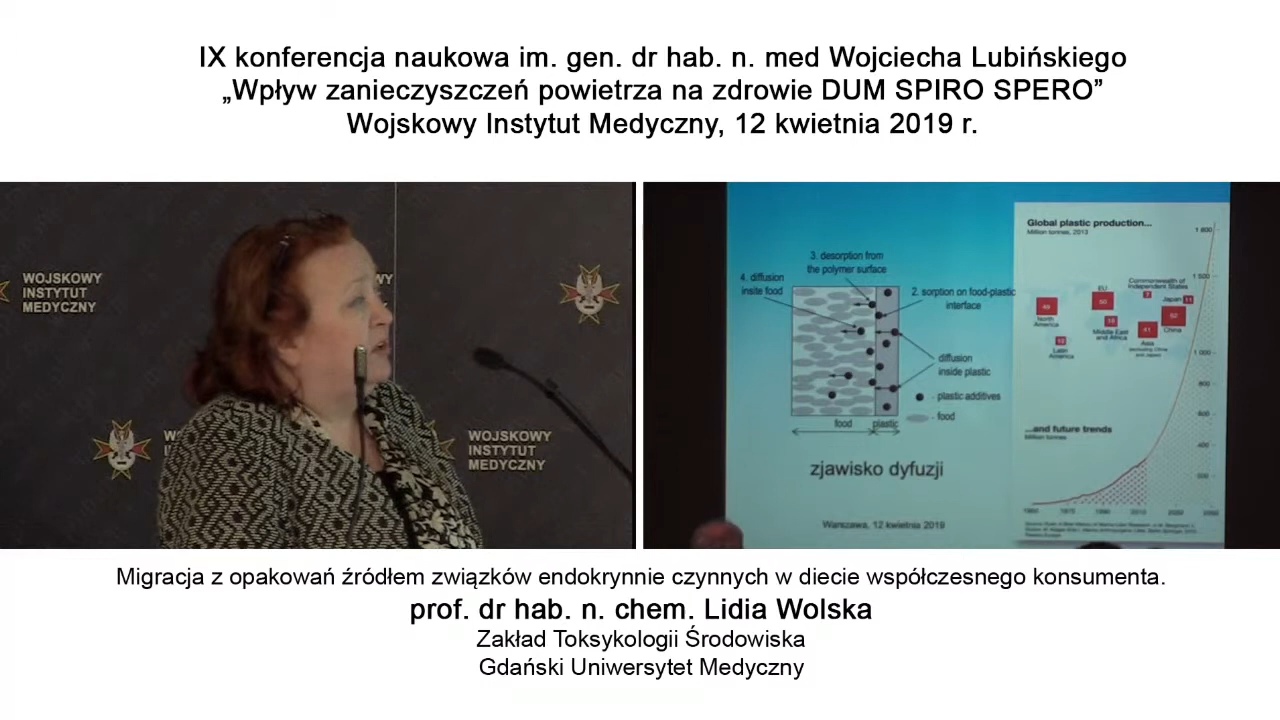 IX konferencja naukowa im. gen. dr hab. n. med Wojciecha Lubińskiego
„Wpływ zanieczyszczeń powietrza na zdrowie DUM SPIRO SPERO”
Wojskowy Instytut Medyczny, 12 kwietnia 2019 r.
WOJSKOWY
INSTYTUT
MEDYCZNY
WOJSKOWY
INSTYTUT
MEDYCZNY
3. desorption from
the polymer surface
4. diffusion
insite food
2. sorption on food-plastic
interface
diffusion
inside plastic
- plastic additives
- food
food
plastic
zjawisko dyfuzji
Warszawa, 12 kwietnia 2019
Global plastic production...
Million tonnes, 2013
Commonwealth of
Independent States
EU
Japan
North
America
Middle East
and Africa
China
Latin
America
Asia
...and future trends
Million tonnes
Migracja z opakowań źródłem związków endokrynnie czynnych w diecie współczesnego konsumenta.
prof. dr hab. n. chem. Lidia Wolska
Zakład Toksykologii Środowiska
Gdański Uniwersytet Medyczny